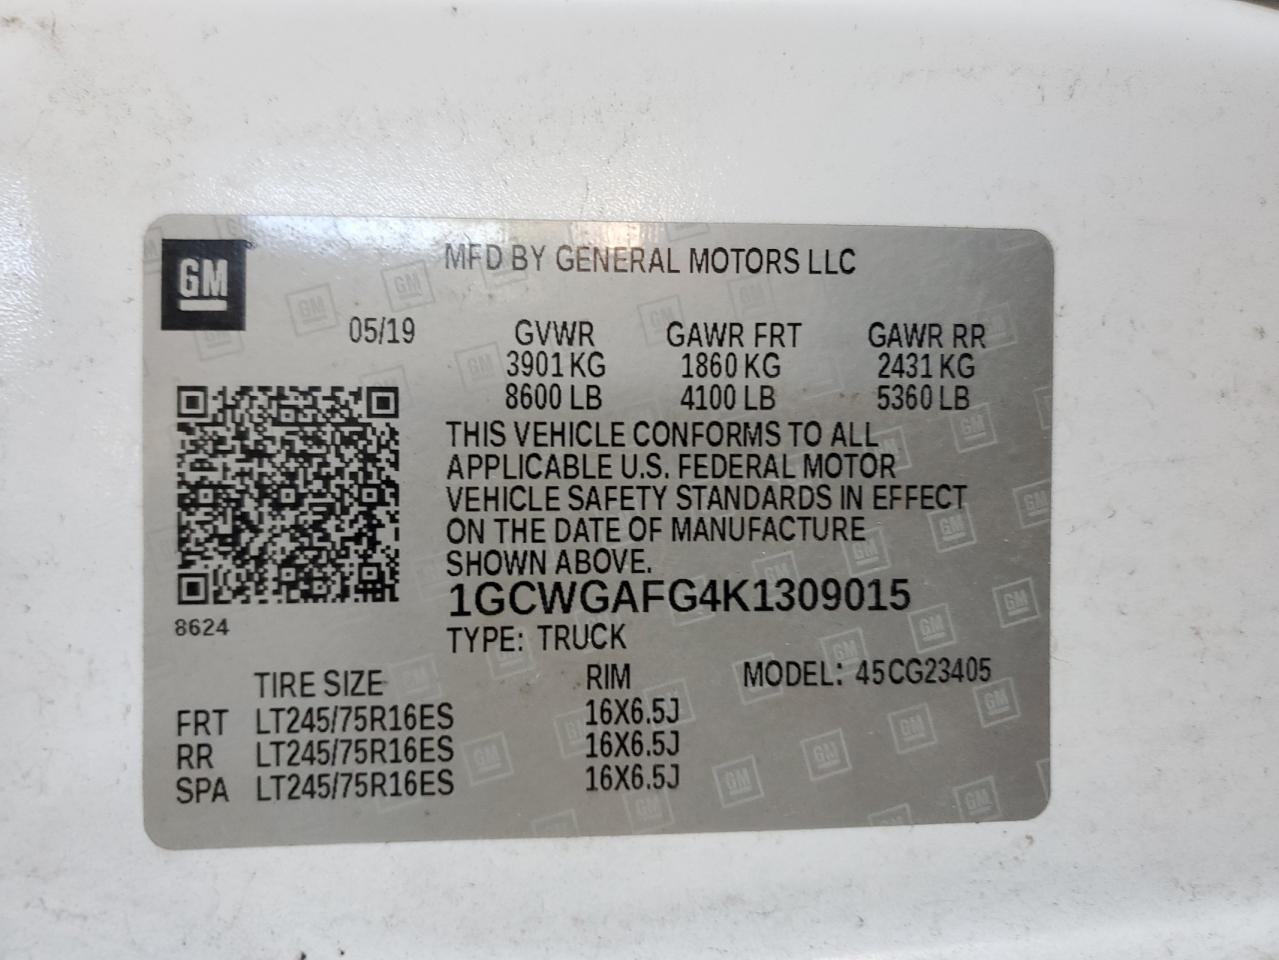 GM
MFD BY GENERAL MOTORS LLC
05/19 GVWR GAWR FRT GAWR RR
3901 KG 1860 KG 2431 KG
8600 LB 4100 LB 5360 LB
THIS VEHICLE CONFORMS TO ALL
APPLICABLE U.S. FEDERAL MOTOR
VEHICLE SAFETY STANDARDS IN EFFECT
ON THE DATE OF MANUFACTURE
SHOWN ABOVE.
1GCWGAFG4K1309015
8624
TYPE: TRUCK
TIRE SIZE RIM MODEL: 45CG23405
FRT LT245/75R16ES 16X6.5J
RR LT245/75R16ES 16X6.5J
SPA LT245/75R16ES 16X6.5J